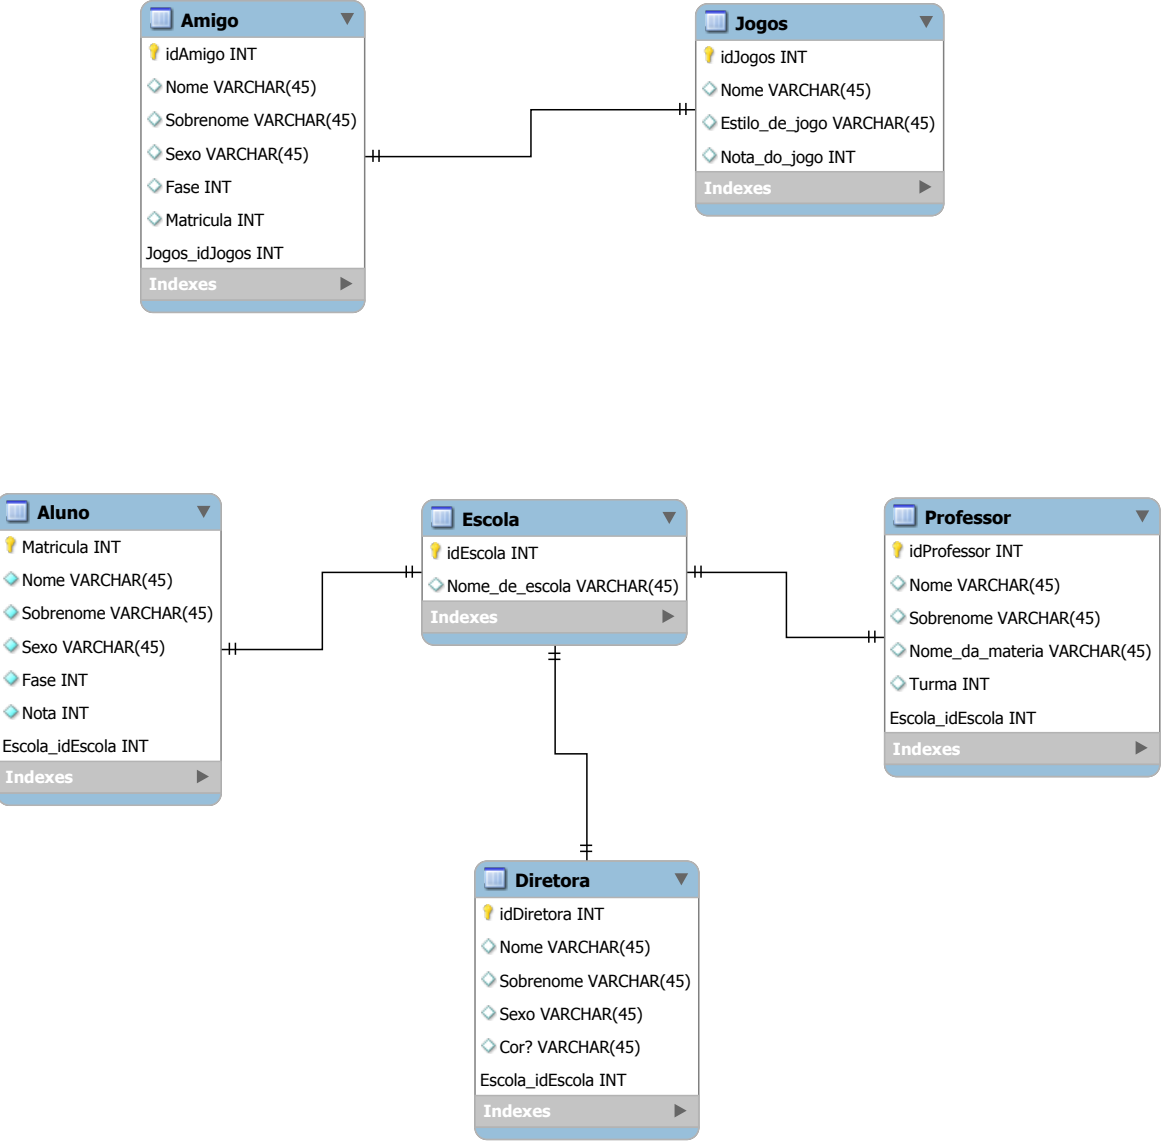 Amigo
idAmigo INT
Nome VARCHAR(45)
Sobrenome VARCHAR(45)
Sexo VARCHAR(45)
Fase INT
Matricula INT
Jogos_idJogos INT
Indexes
Jogos
idJogos INT
Nome VARCHAR(45)
Estilo_de_jogo VARCHAR(45)
Nota_do_jogo INT
Indexes
Aluno
Matricula INT
Nome VARCHAR(45)
Sobrenome VARCHAR(45)
Sexo VARCHAR(45)
Fase INT
Nota INT
Escola_idEscola INT
Indexes
Escola
idEscola INT
Nome_de_escola VARCHAR(45)
Indexes
Professor
idProfessor INT
Nome VARCHAR(45)
Sobrenome VARCHAR(45)
Nome_da_materia VARCHAR(45)
Turma INT
Escola_idEscola INT
Indexes
Diretora
idDiretora INT
Nome VARCHAR(45)
Sobrenome VARCHAR(45)
Sexo VARCHAR(45)
Cor? VARCHAR(45)
Escola_idEscola INT
Indexes